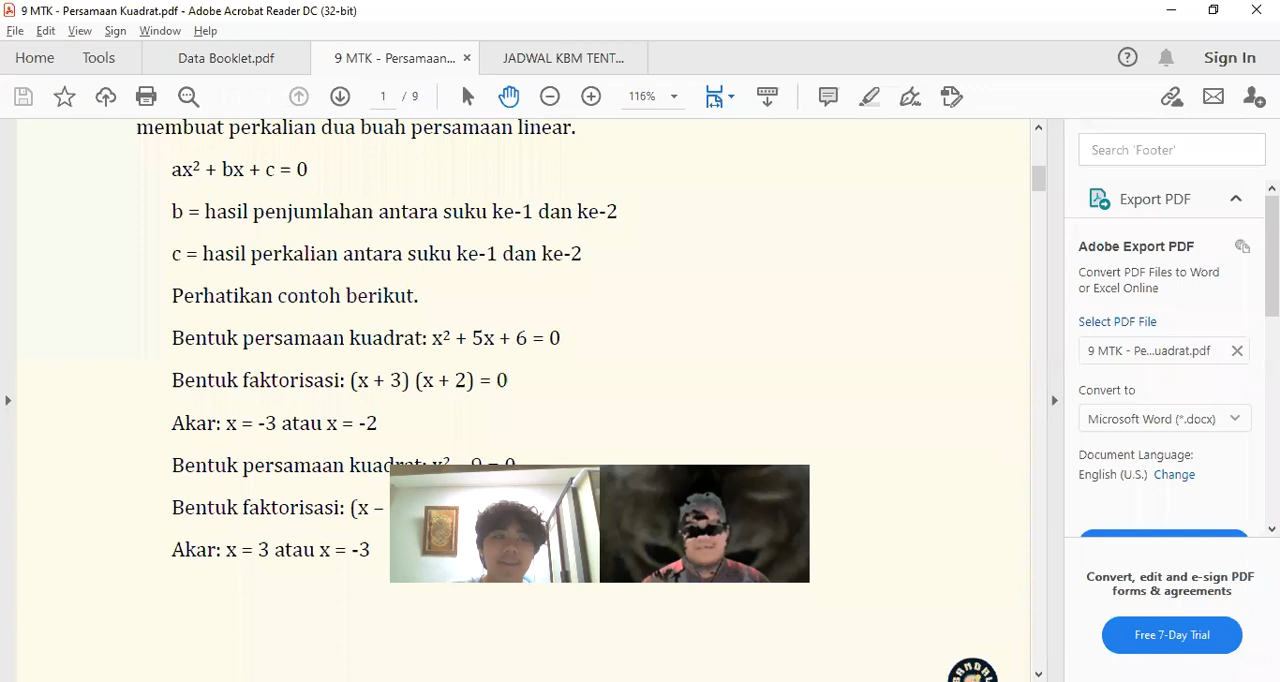 9 MTK - Persamaan Kuadrat.pdf - Adobe Acrobat Reader DC (32-bit)
File Edit View Sign Window Help
Home Tools Data Booklet.pdf 9 MTK - Persamaan... × JADWAL KBM TENT... Sign In
1 / 9 116%
membuat perkalian dua buah persamaan linear.
ax² + bx + c = 0
b = hasil penjumlahan antara suku ke-1 dan ke-2
c = hasil perkalian antara suku ke-1 dan ke-2
Perhatikan contoh berikut.
Bentuk persamaan kuadrat: x² + 5x + 6 = 0
Bentuk faktorisasi: (x + 3) (x + 2) = 0
Akar: x = -3 atau x = -2
Bentuk persamaan kuadrat: x² – 9 = 0
Bentuk faktorisasi: (x –
Akar: x = 3 atau x = -3
Search 'Footer'
Export PDF
Adobe Export PDF
Convert PDF Files to Word
or Excel Online
Select PDF File
9 MTK - Pe...uadrat.pdf
Convert to
Microsoft Word (*.docx)
Document Language:
English (U.S.) Change
Convert, edit and e-sign PDF
forms & agreements
Free 7-Day Trial